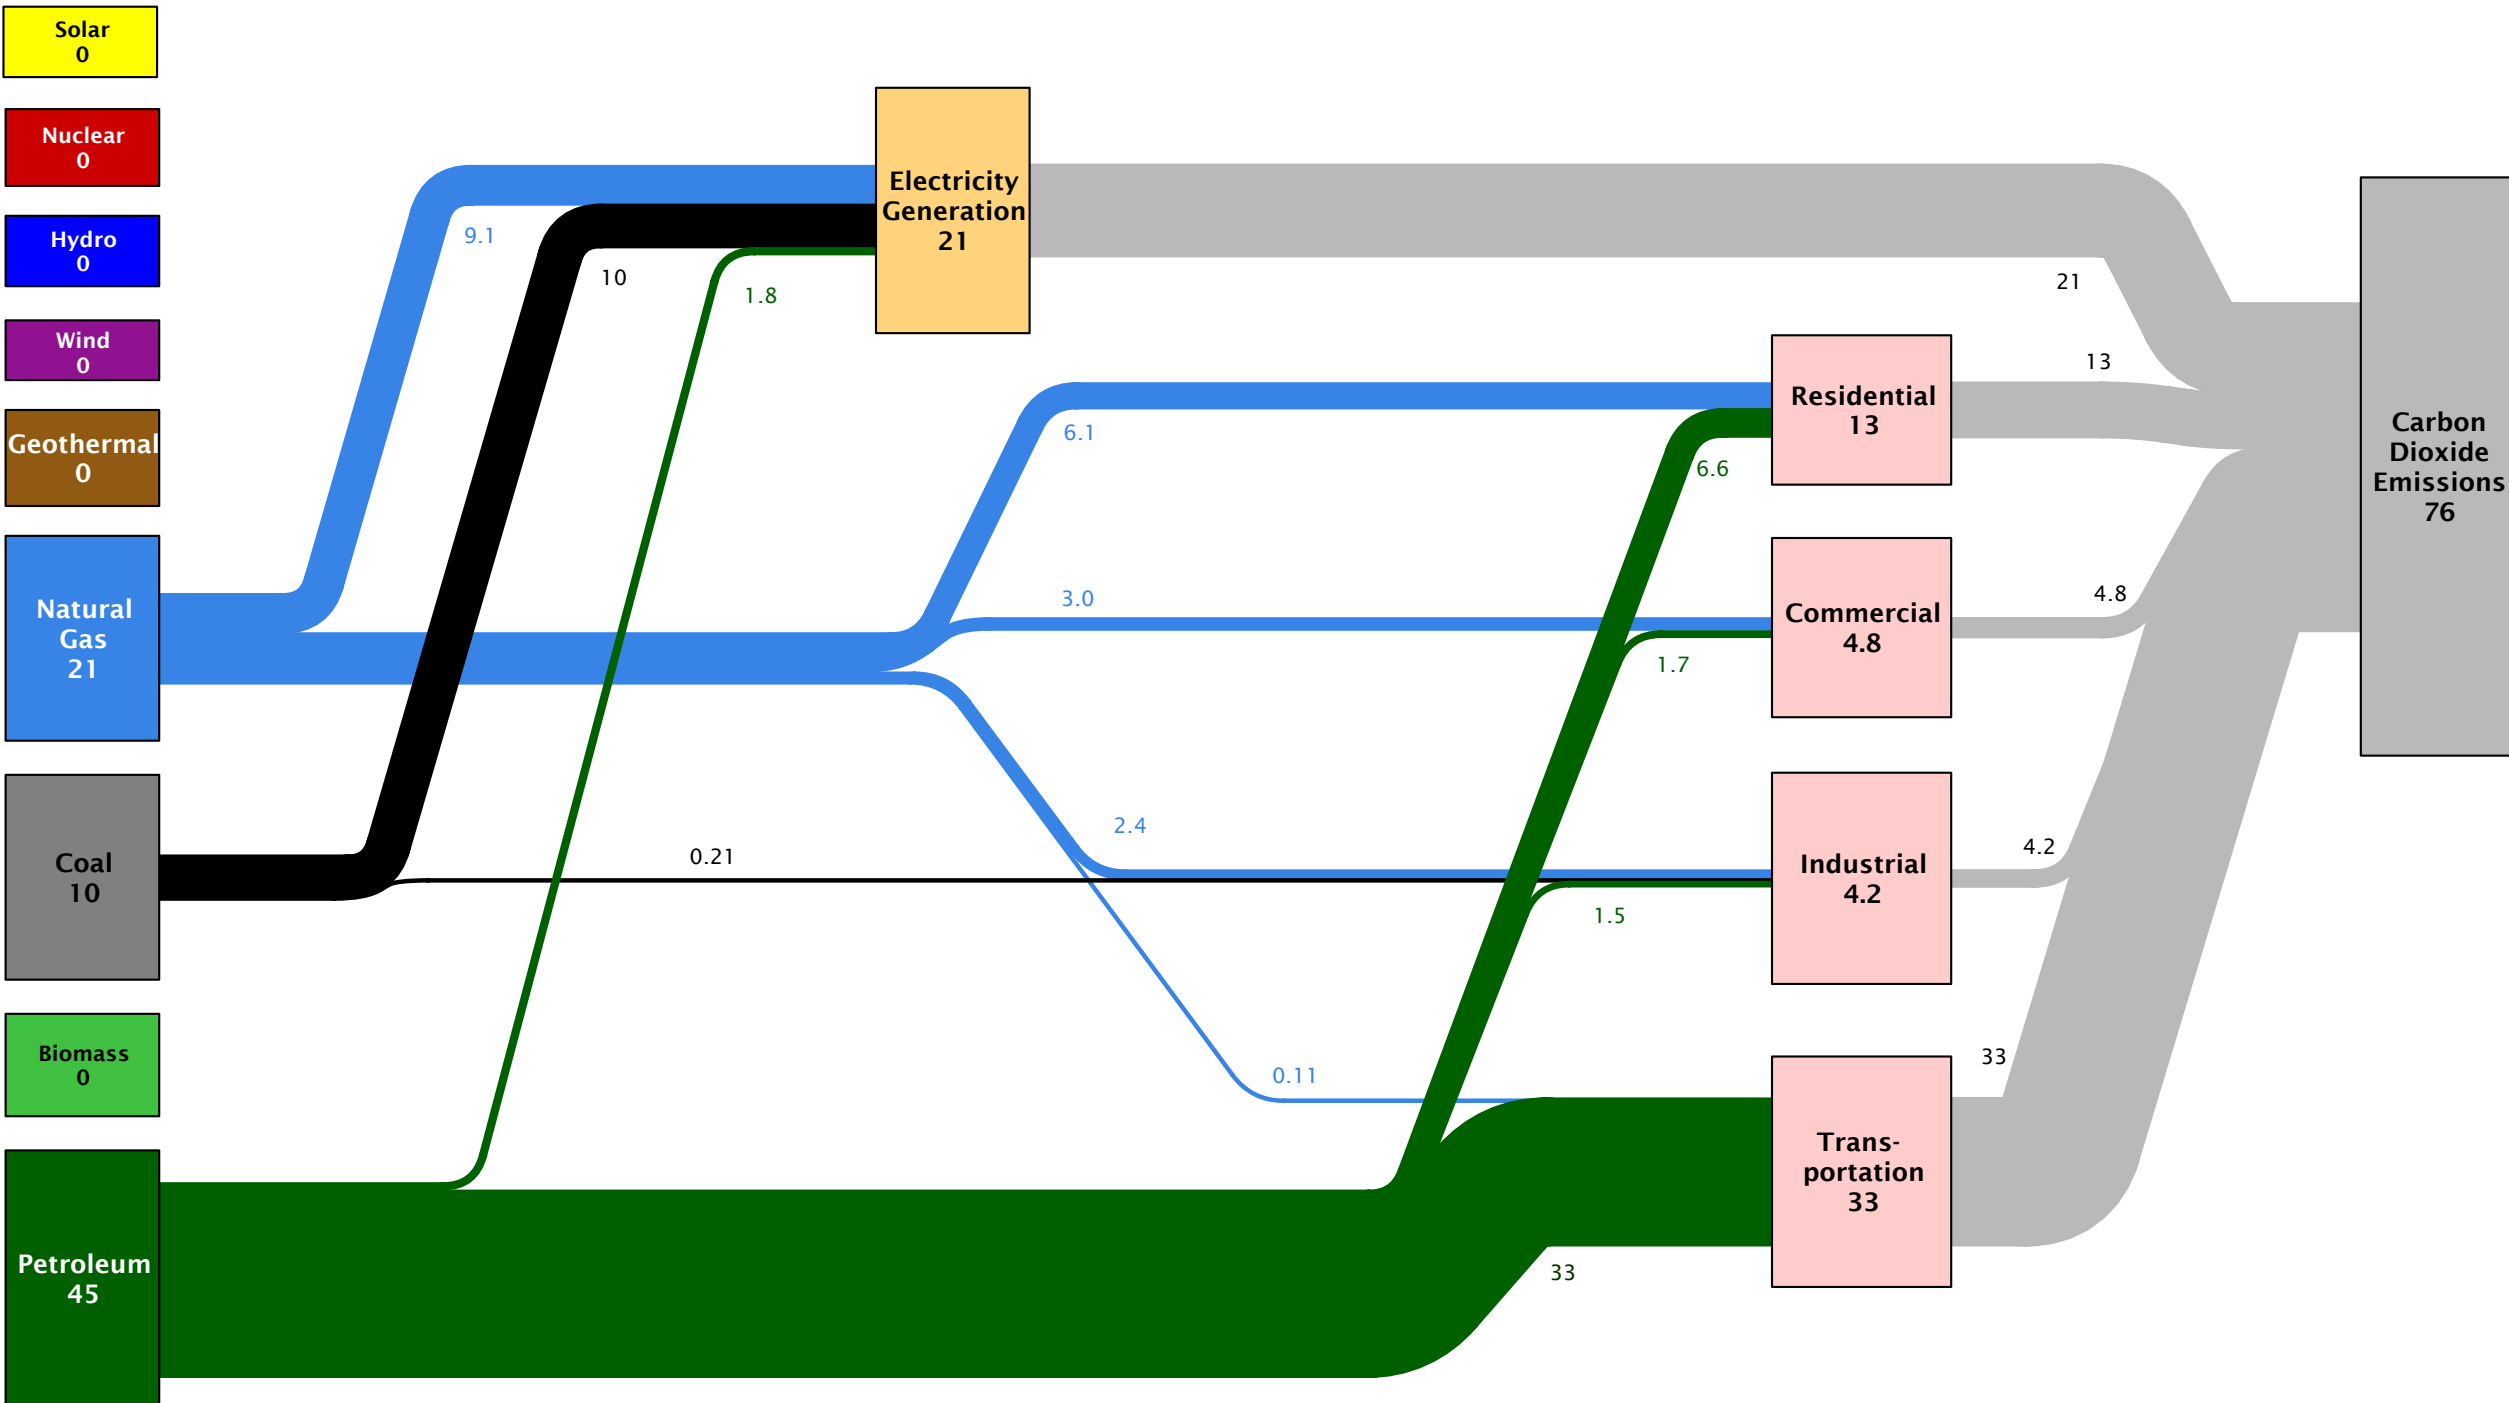 Solar
0
Nuclear
0
Hydro
0
Wind
0
Geothermal
0
Natural
Gas
21
Coal
10
Biomass
0
Petroleum
45
9.1
10
1.8
Electricity
Generation
21
6.1
3.0
2.4
0.21
0.11
6.6
1.7
1.5
33
Residential
13
Commercial
4.8
Industrial
4.2
Trans-
portation
33
21
13
4.8
4.2
33
Carbon
Dioxide
Emissions
76